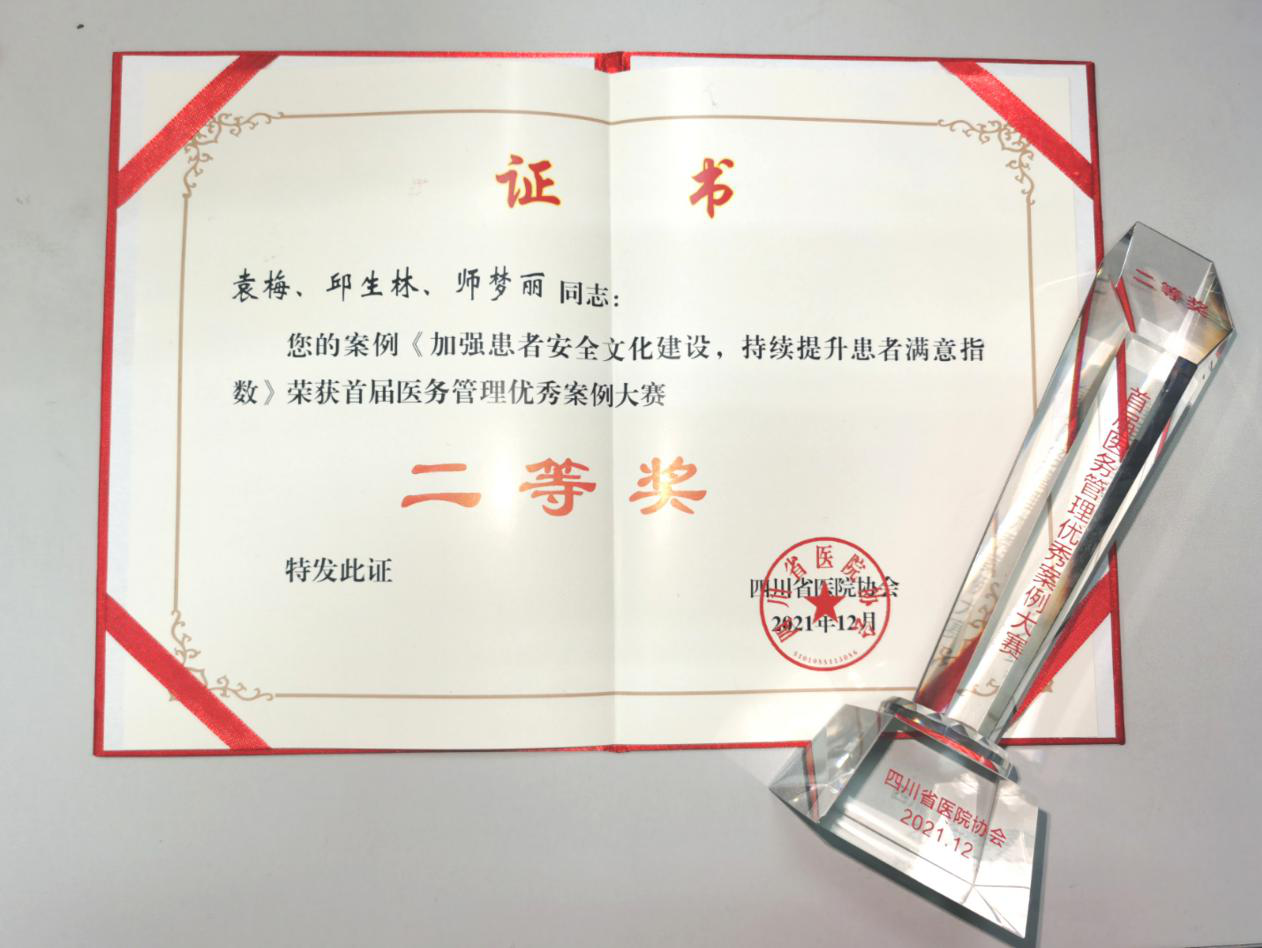 证 书
袁梅、邱生林、师梦丽 同志：
您的案例《加强患者安全文化建设，持续提升患者满意指
数》荣获首届医务管理优秀案例大赛
二等奖
特发此证
四川省医院协会
2021年12月
四川省医院协会
二等奖
首届医务管理优秀案例大赛
四川省医院协会
2021.12